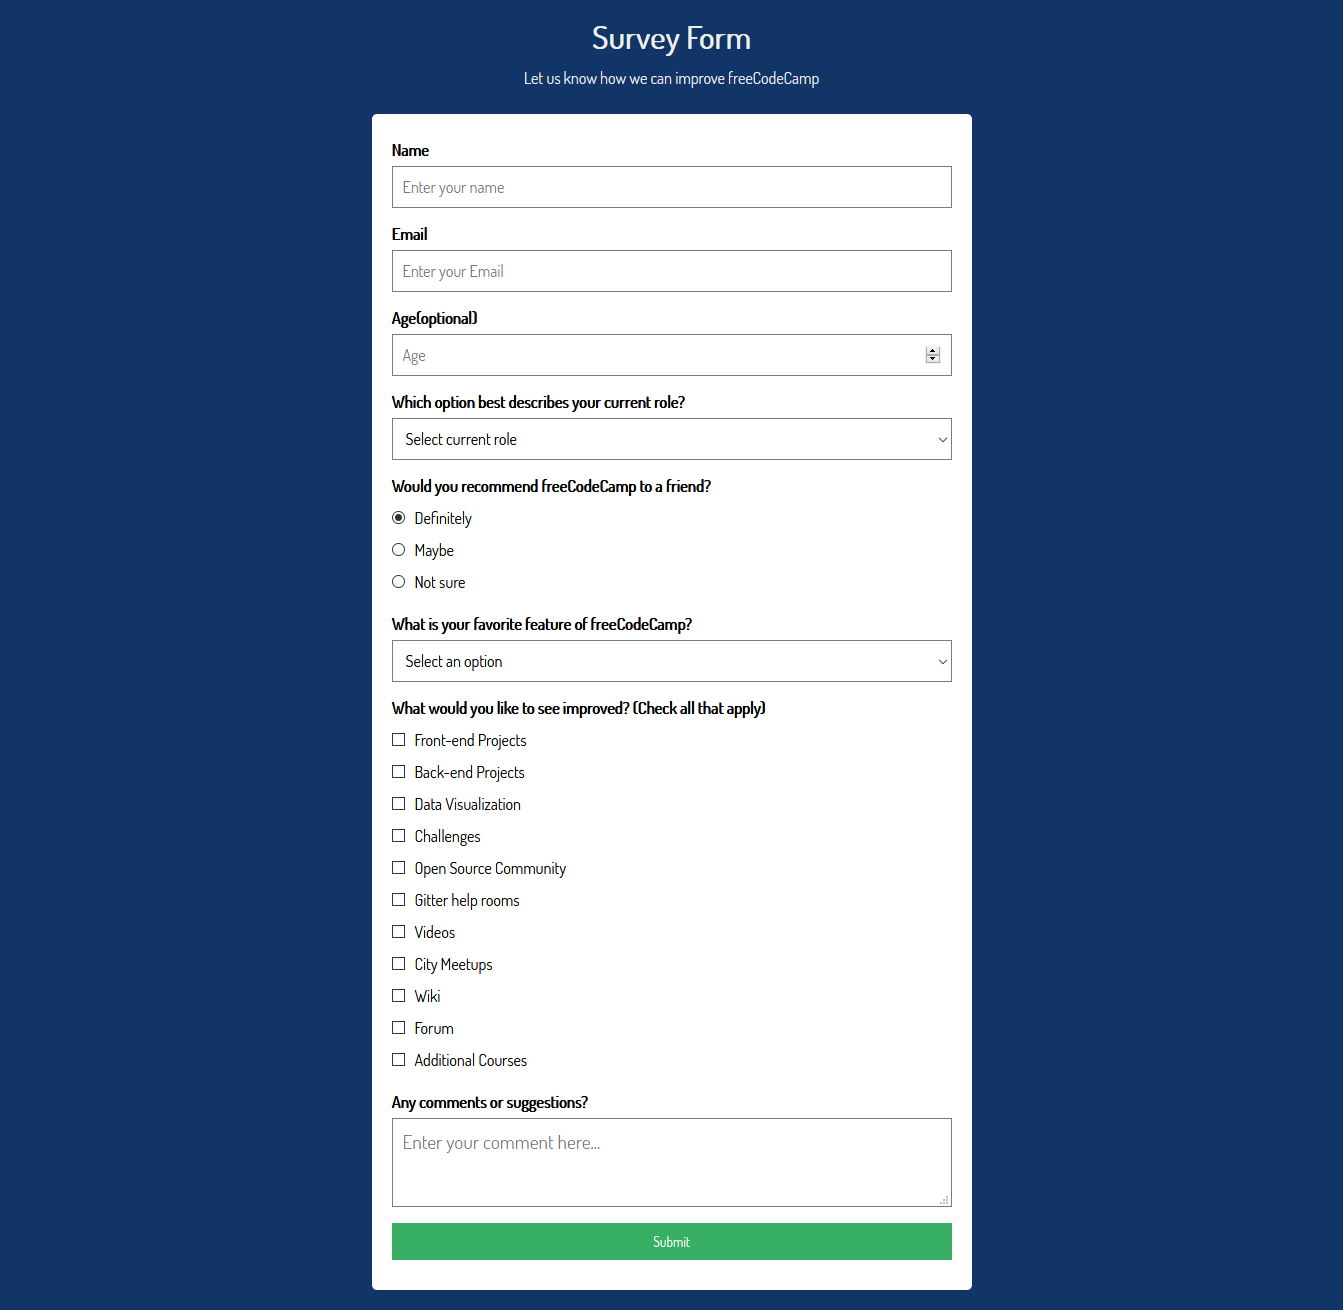 Survey Form
Let us know how we can improve freeCodeCamp
Name
Enter your name
Email
Enter your Email
Age(optional)
Age
Which option best describes your current role?
Select current role
Would you recommend freeCodeCamp to a friend?
Definitely
Maybe
Not sure
What is your favorite feature of freeCodeCamp?
Select an option
What would you like to see improved? (Check all that apply)
Front-end Projects
Back-end Projects
Data Visualization
Challenges
Open Source Community
Gitter help rooms
Videos
City Meetups
Wiki
Forum
Additional Courses
Any comments or suggestions?
Enter your comment here...
Submit